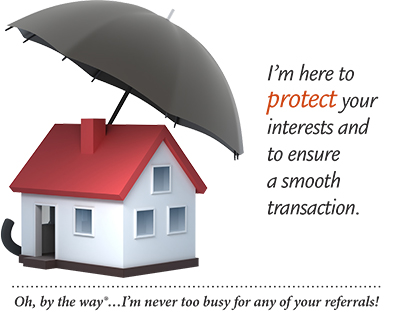 I'm here to
protect your
interests and
to ensure
a smooth
transaction.
Oh, by the way®...I'm never too busy for any of your referrals!